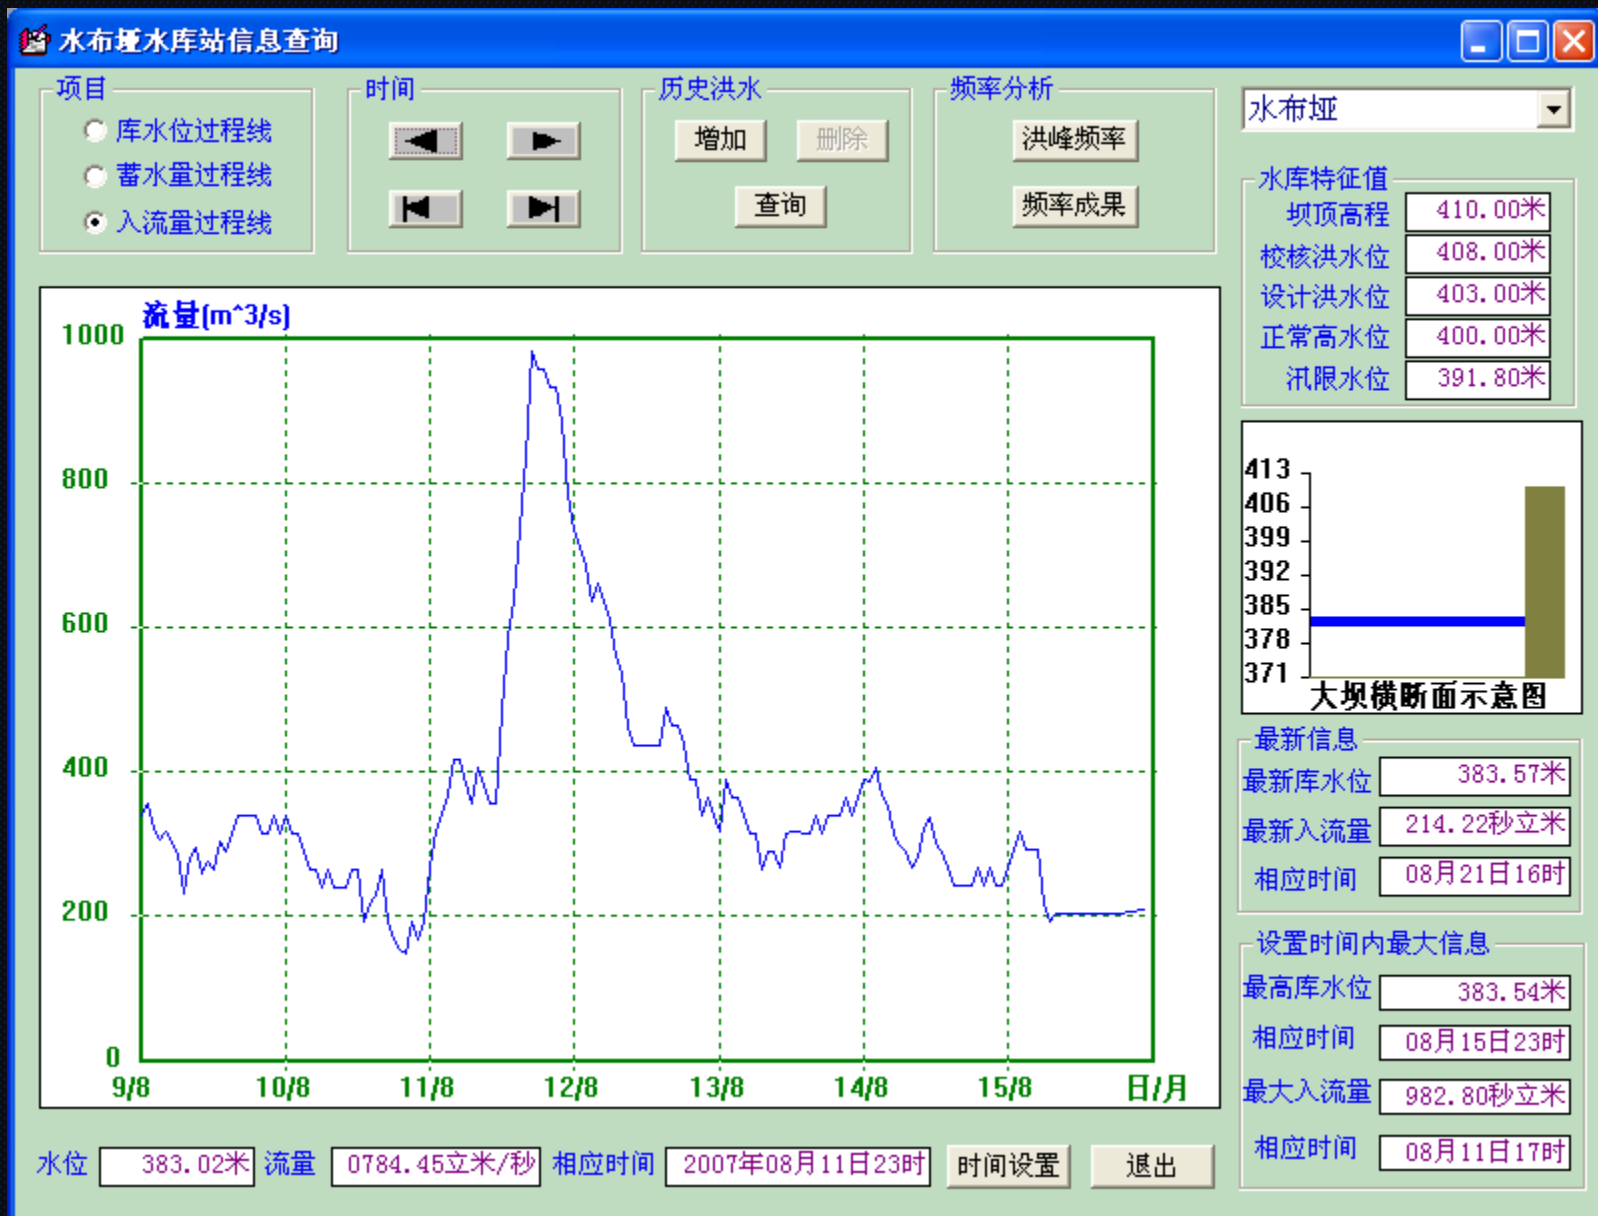 水布垭水库站信息查询
项目
库水位过程线
蓄水量过程线
入流量过程线
时间
历史洪水
增加
删除
查询
频率分析
洪峰频率
频率成果
水布垭
水库特征值
坝顶高程 410.00米
校核洪水位 408.00米
设计洪水位 403.00米
正常高水位 400.00米
汛限水位 391.80米
流量(m^3/s)
1000
800
600
400
200
0
9/8 10/8 11/8 12/8 13/8 14/8 15/8 日/月
413
406
399
392
385
378
371
大坝横断面示意图
最新信息
最新库水位 383.57米
最新入流量 214.22秒立米
相应时间 08月21日16时
设置时间内最大信息
最高库水位 383.54米
相应时间 08月15日23时
最大入流量 982.80秒立米
相应时间 08月11日17时
水位 383.02米 流量 0784.45立米/秒 相应时间 2007年08月11日23时 时间设置 退出